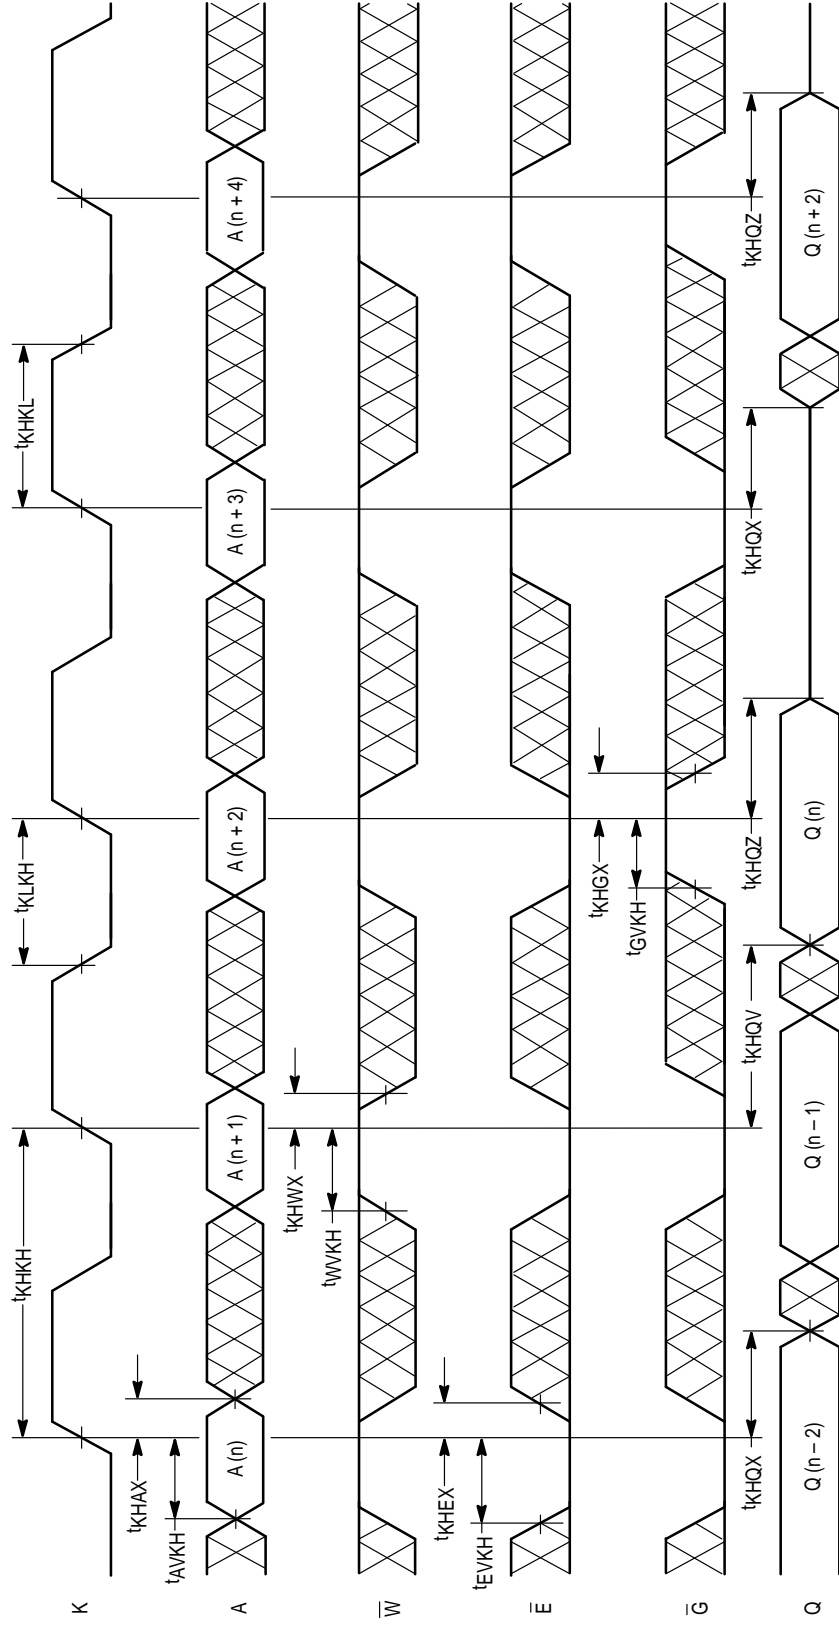 K
tKHKH
tKLKH
tKHKL
A
tAVKH
tKHAX
A (n)
A (n + 1)
A (n + 2)
A (n + 3)
A (n + 4)
W
tWVKH
tKHWX
E
tEVKH
tKHEX
G
tGVKH
tKHGX
tKHQX
tKHQV
tKHQZ
tKHQX
tKHQZ
Q
Q (n – 2)
Q (n – 1)
Q (n)
Q (n + 2)